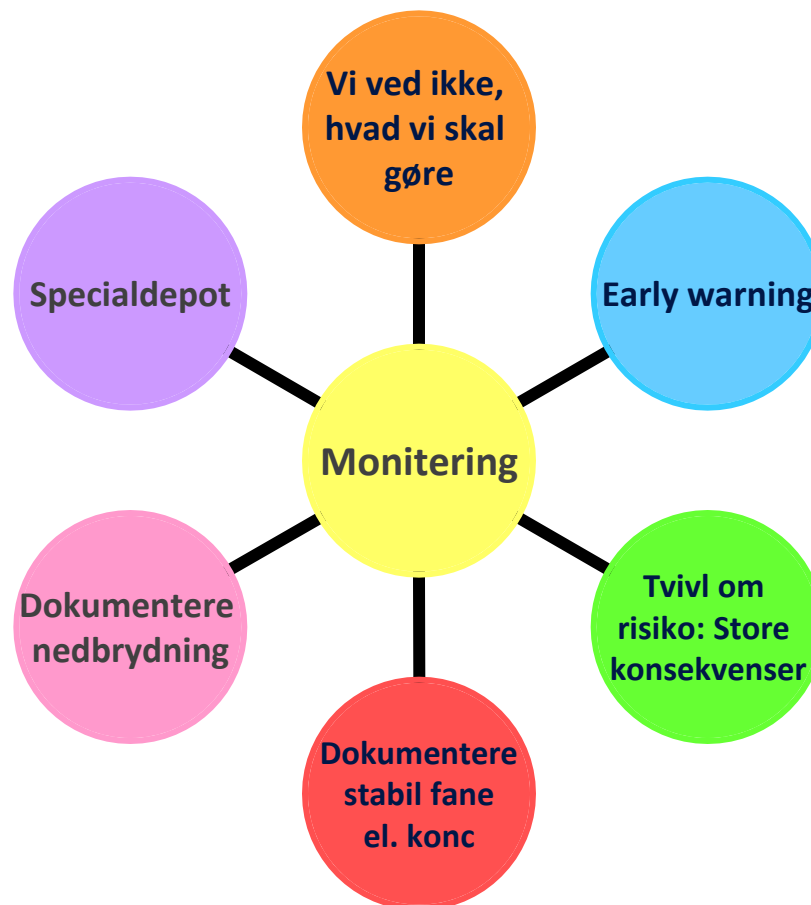 Vi ved ikke,
hvad vi skal
gøre
Specialdepot
Early warning
Monitering
Dokumentere
nedbrydning
Tvivl om
risiko: Store
konsekvenser
Dokumentere
stabil fane
el. konc